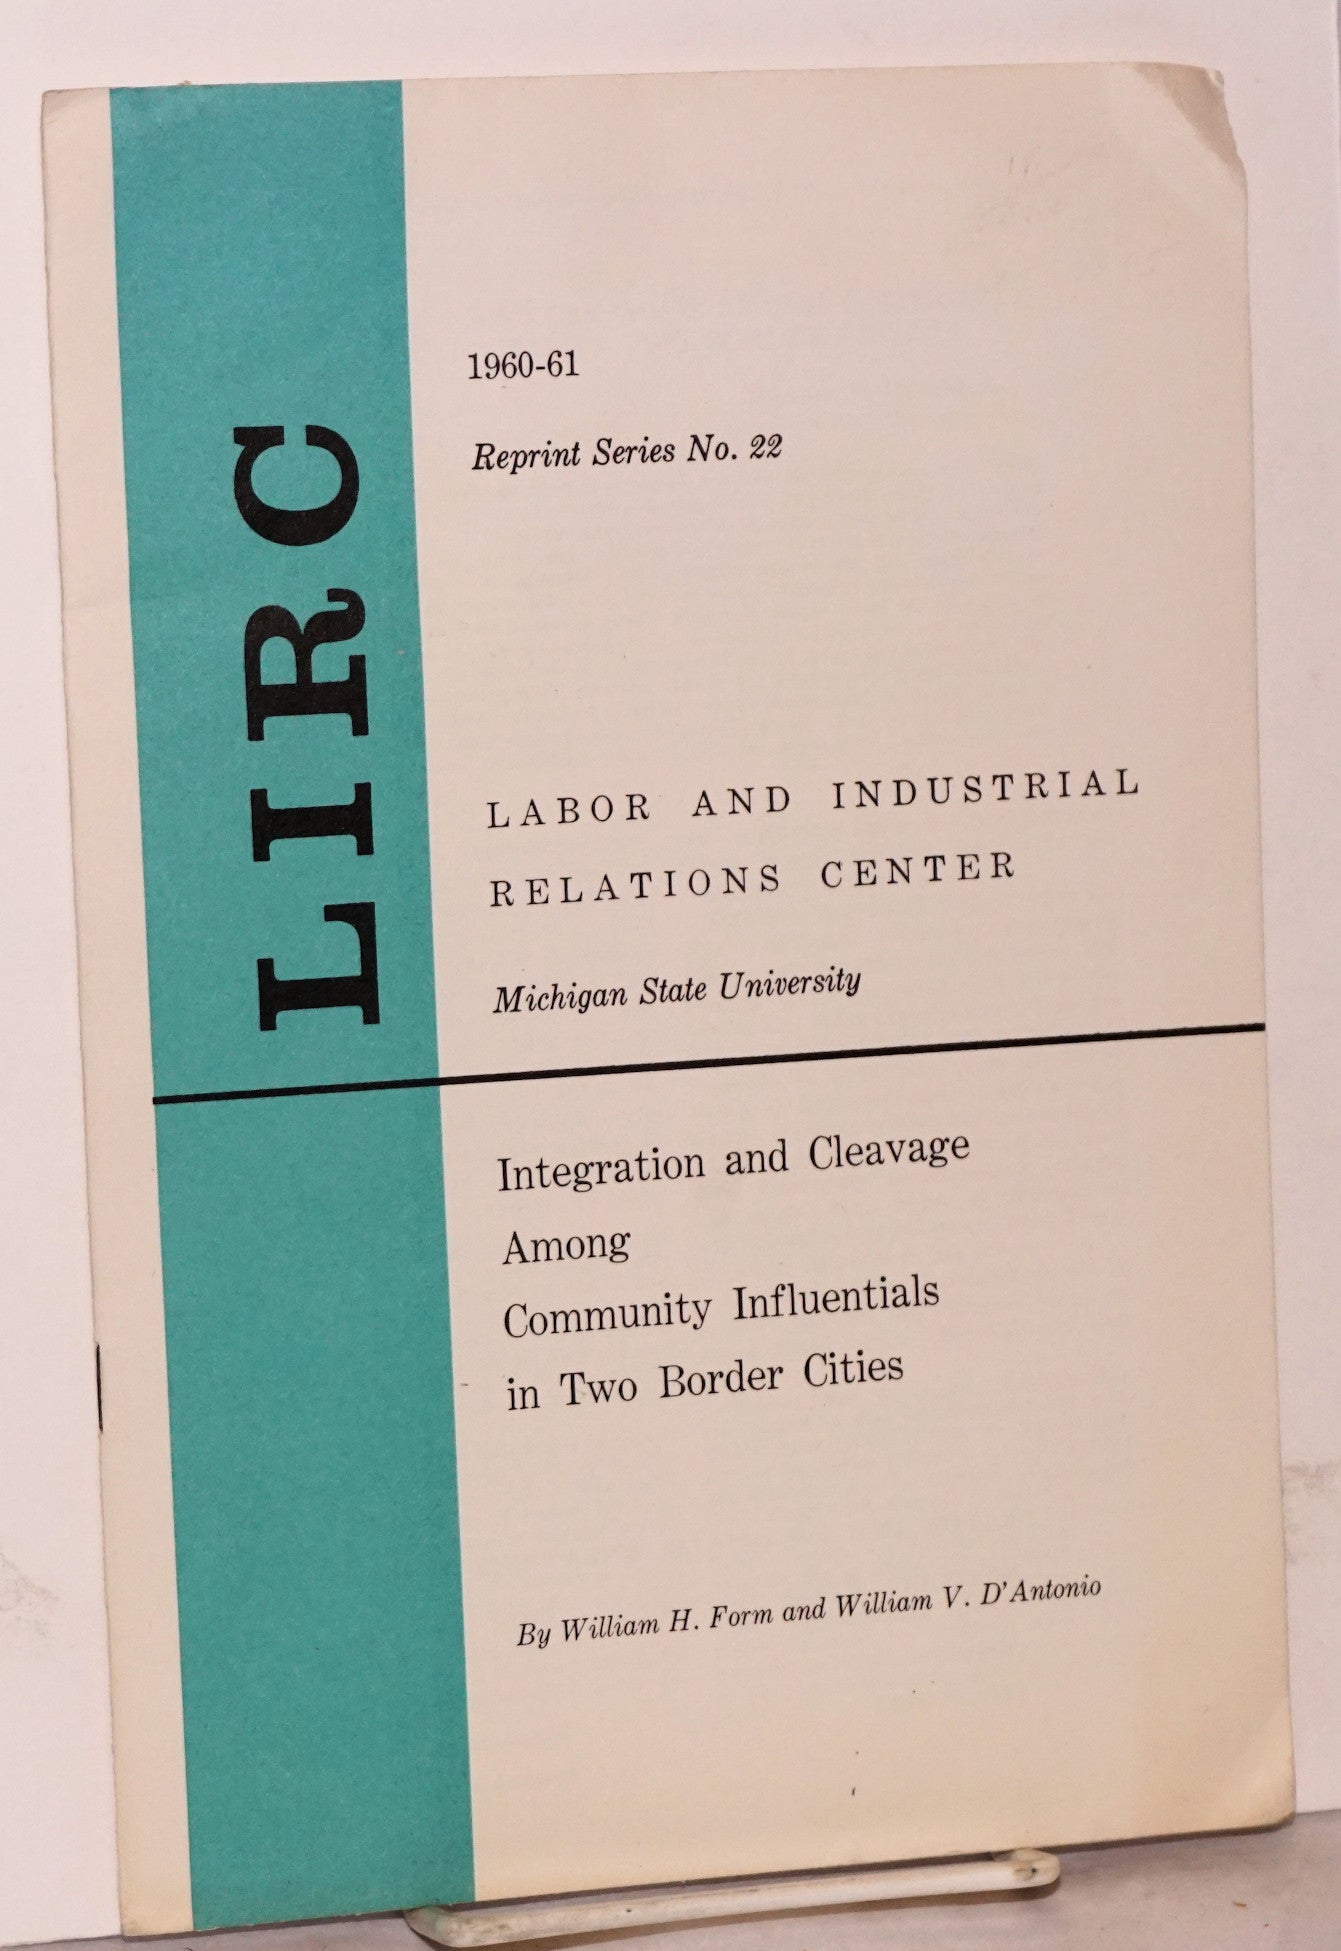 LIRC
1960-61
Reprint Series No. 22
LABOR AND INDUSTRIAL
RELATIONS CENTER
Michigan State University
Integration and Cleavage
Among
Community Influentials
in Two Border Cities
By William H. Form and William V. D'Antonio